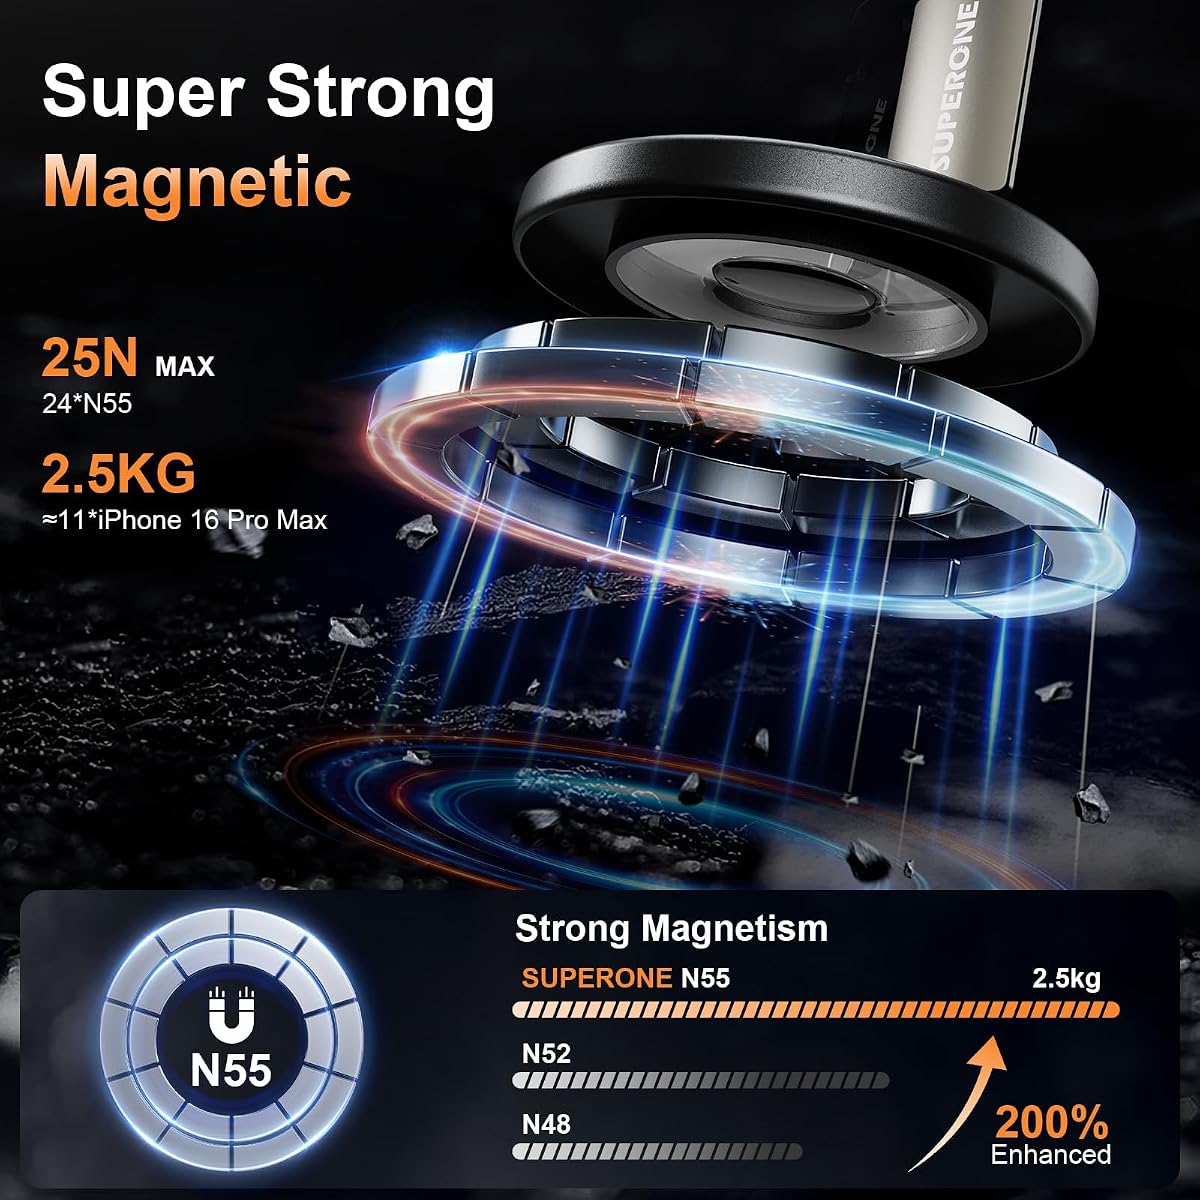 Super Strong
Magnetic
SUPERONE
25N MAX
24*N55
2.5KG
≈11*iPhone 16 Pro Max
N55
Strong Magnetism
SUPERONE N55 2.5kg
N52
N48
200%
Enhanced